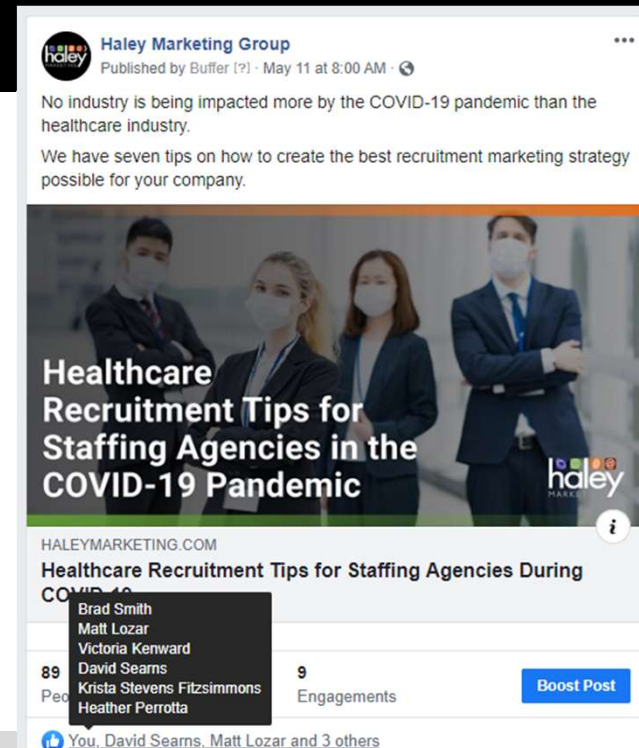 haley
MARKETING
Haley Marketing Group
Published by Buffer [?] · May 11 at 8:00 AM ·
No industry is being impacted more by the COVID-19 pandemic than the
healthcare industry.
We have seven tips on how to create the best recruitment marketing strategy
possible for your company.
Healthcare
Recruitment Tips for
Staffing Agencies in the
COVID-19 Pandemic
haley
MARKET
i
HALEYMARKETING.COM
Healthcare Recruitment Tips for Staffing Agencies During
Brad Smith
Matt Lozar
Victoria Kenward
David Searns
Krista Stevens Fitzsimmons
Heather Perrotta
89
Peo
9
Engagements
Boost Post
You, David Searns, Matt Lozar and 3 others